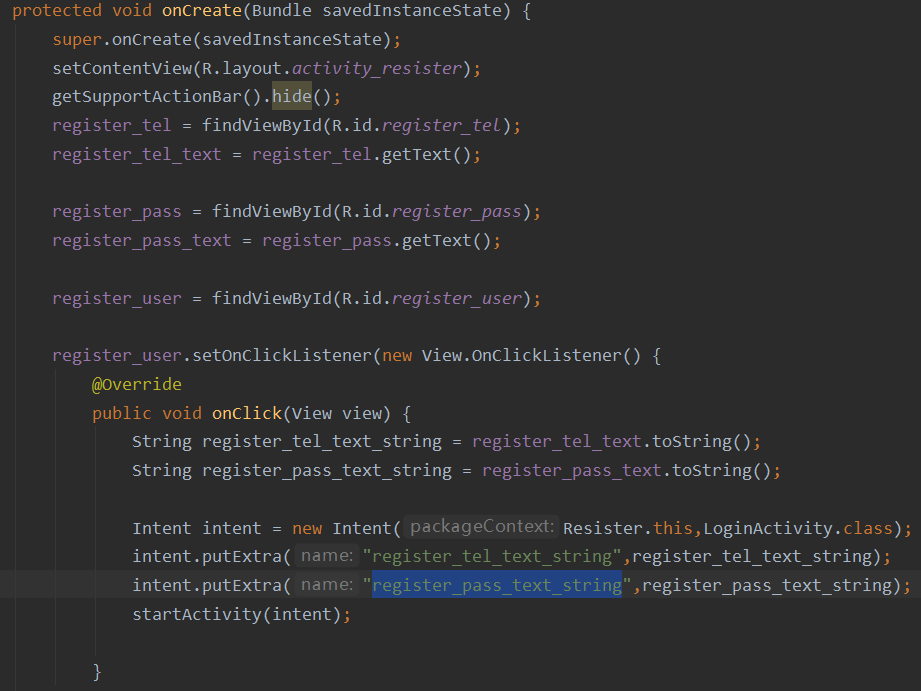 protected void onCreate(Bundle savedInstanceState) {
super.onCreate(savedInstanceState);
setContentView(R.layout.activity_resister);
getSupportActionBar().hide();
register_tel = findViewById(R.id.register_tel);
register_tel_text = register_tel.getText();
register_pass = findViewById(R.id.register_pass);
register_pass_text = register_pass.getText();
register_user = findViewById(R.id.register_user);
register_user.setOnClickListener(new View.OnClickListener() {
@Override
public void onClick(View view) {
String register_tel_text_string = register_tel_text.toString();
String register_pass_text_string = register_pass_text.toString();
Intent intent = new Intent( packageContext: Resister.this,LoginActivity.class);
intent.putExtra( name: "register_tel_text_string",register_tel_text_string);
intent.putExtra( name: "register_pass_text_string",register_pass_text_string);
startActivity(intent);
}